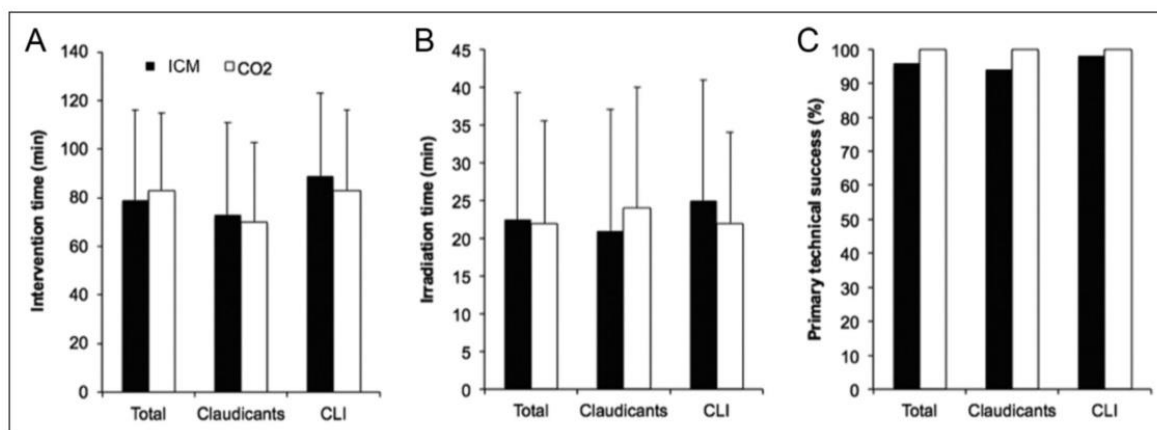 A
Intervention time (min)
140
120
100
80
60
40
20
0
ICM
CO2
Total
Claudicants
CLI
B
Irradiation time (min)
45
40
35
30
25
20
15
10
5
0
Total
Claudicants
CLI
C
Primary technical success (%)
100
90
80
70
60
50
40
30
20
10
0
Total
Claudicants
CLI